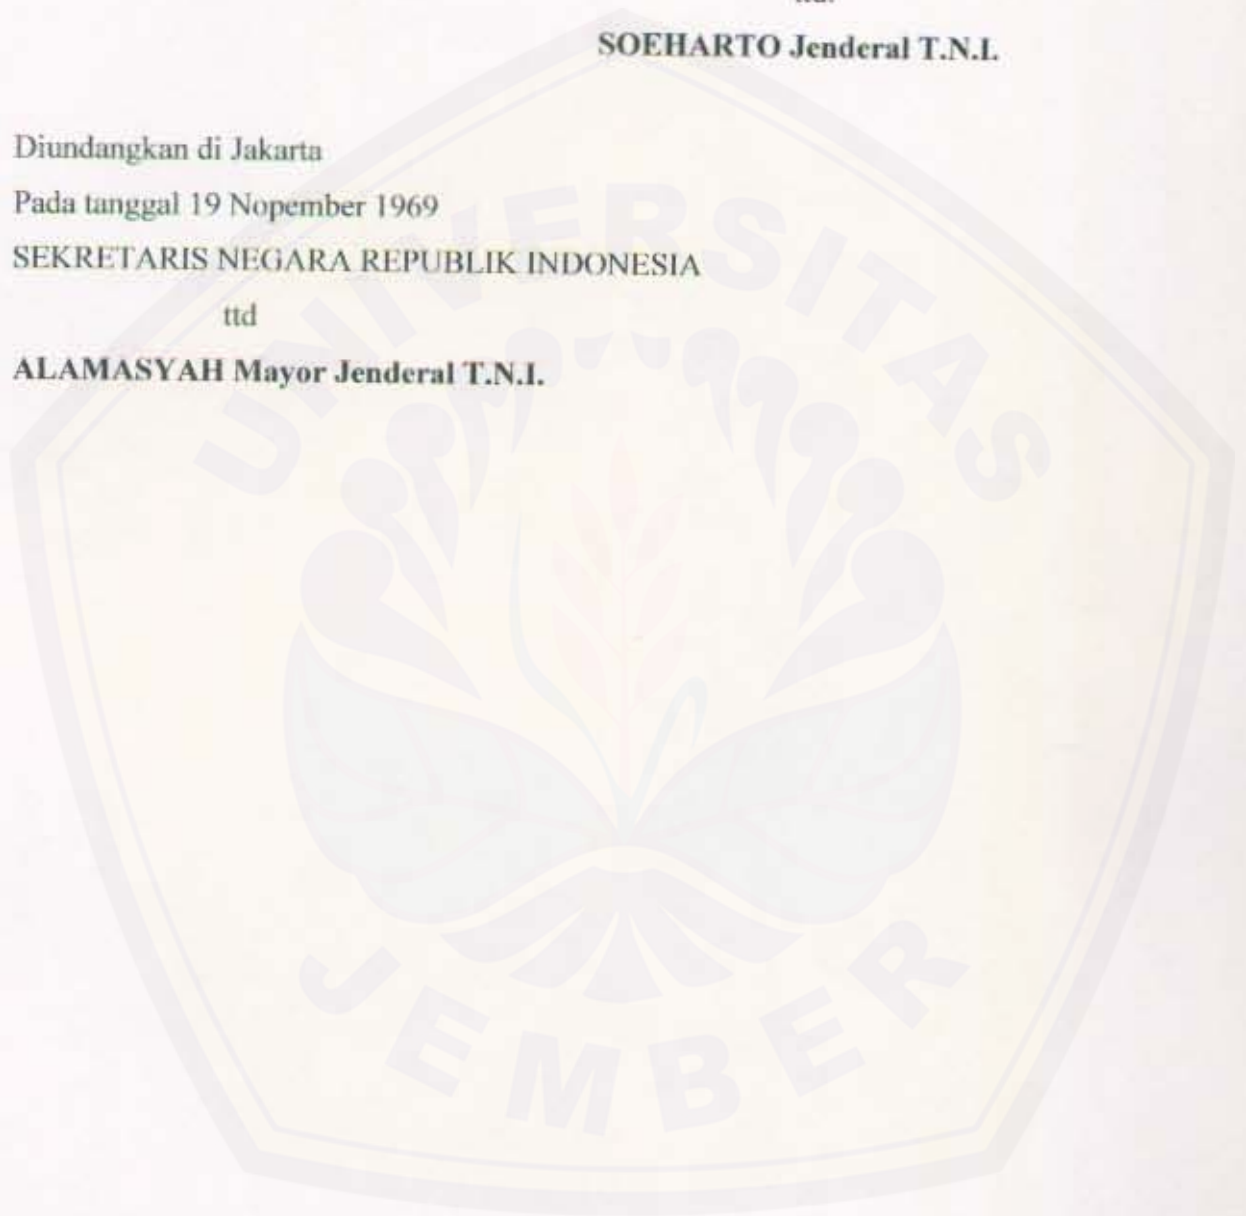 ttd.
SOEHARTO Jenderal T.N.I.
Diundangkan di Jakarta
Pada tanggal 19 Nopember 1969
SEKRETARIS NEGARA REPUBLIK INDONESIA
ttd
ALAMASYAH Mayor Jenderal T.N.I.
UNIVERSITAS
JEMBER